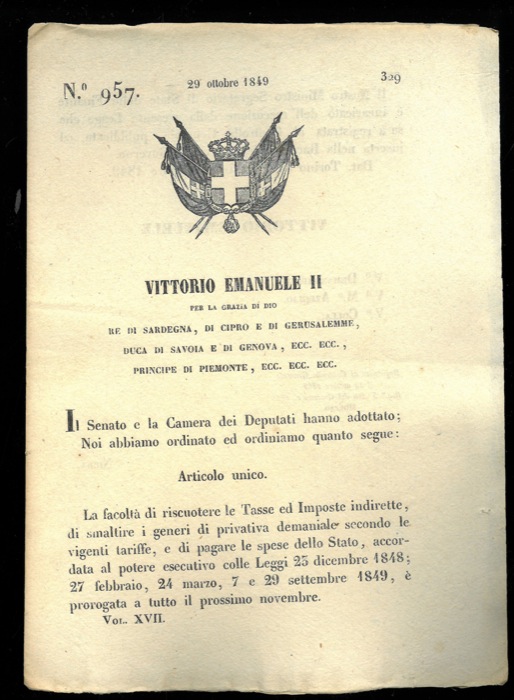 N.º 957.
29 ottobre 1849
329
VITTORIO EMANUELE II
PER LA GRAZIA DI DIO
RE DI SARDEGNA, DI CIPRO E DI GERUSALEMME,
DUCA DI SAVOIA E DI GENOVA, ECC. ECC.,
PRINCIPE DI PIEMONTE, ECC. ECC. ECC.
Il Senato e la Camera dei Deputati hanno adottato;
Noi abbiamo ordinato ed ordiniamo quanto segue:
Articolo unico.
La facoltà di riscuotere le Tasse ed Imposte indirette,
di smaltire i generi di privativa demaniale secondo le
vigenti tariffe, e di pagare le spese dello Stato, accor-
data al potere esecutivo colle Leggi 25 dicembre 1848;
27 febbraio, 24 marzo, 7 e 29 settembre 1849, è
prorogata a tutto il prossimo novembre.
VOL. XVII.